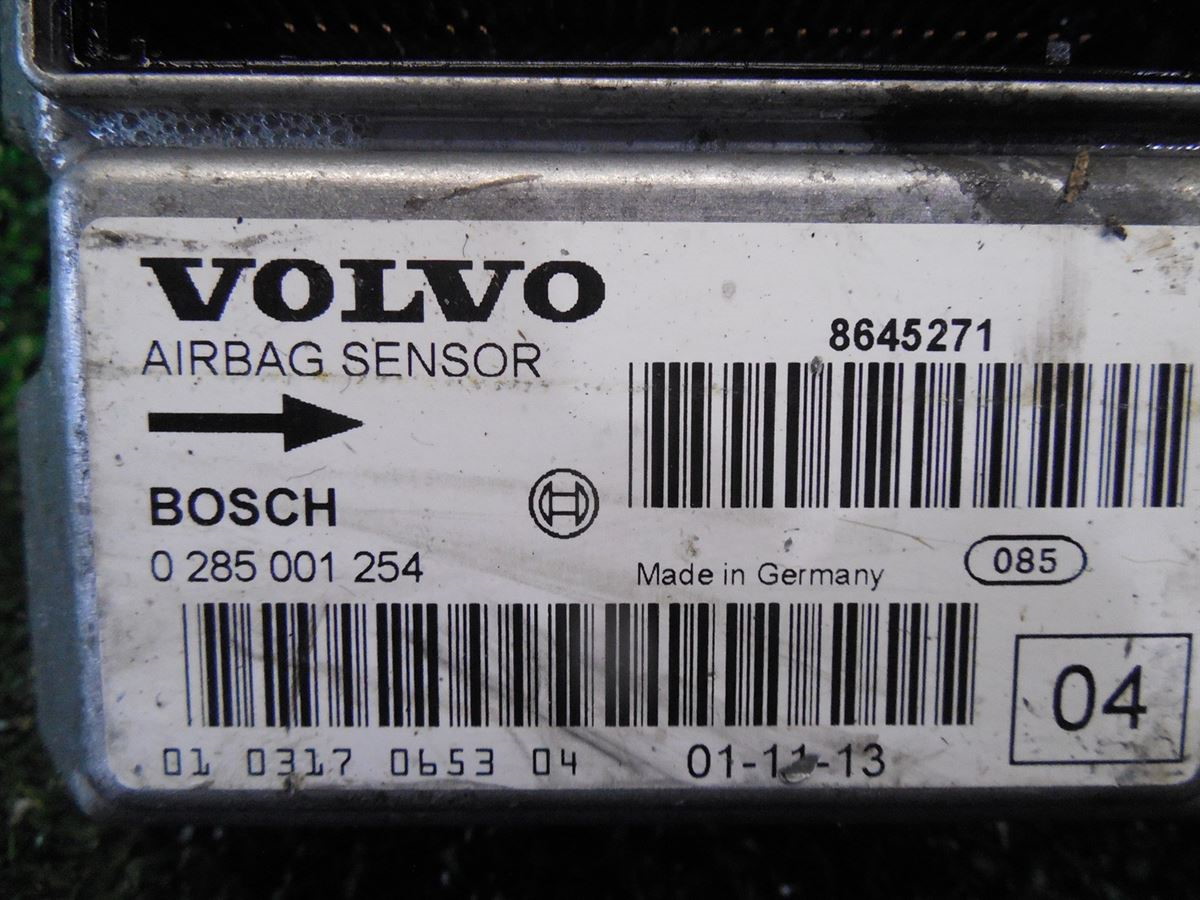 VOLVO
AIRBAG SENSOR
8645271
BOSCH
0 285 001 254
Made in Germany
085
04
01 0317 0653 04
01-11-13